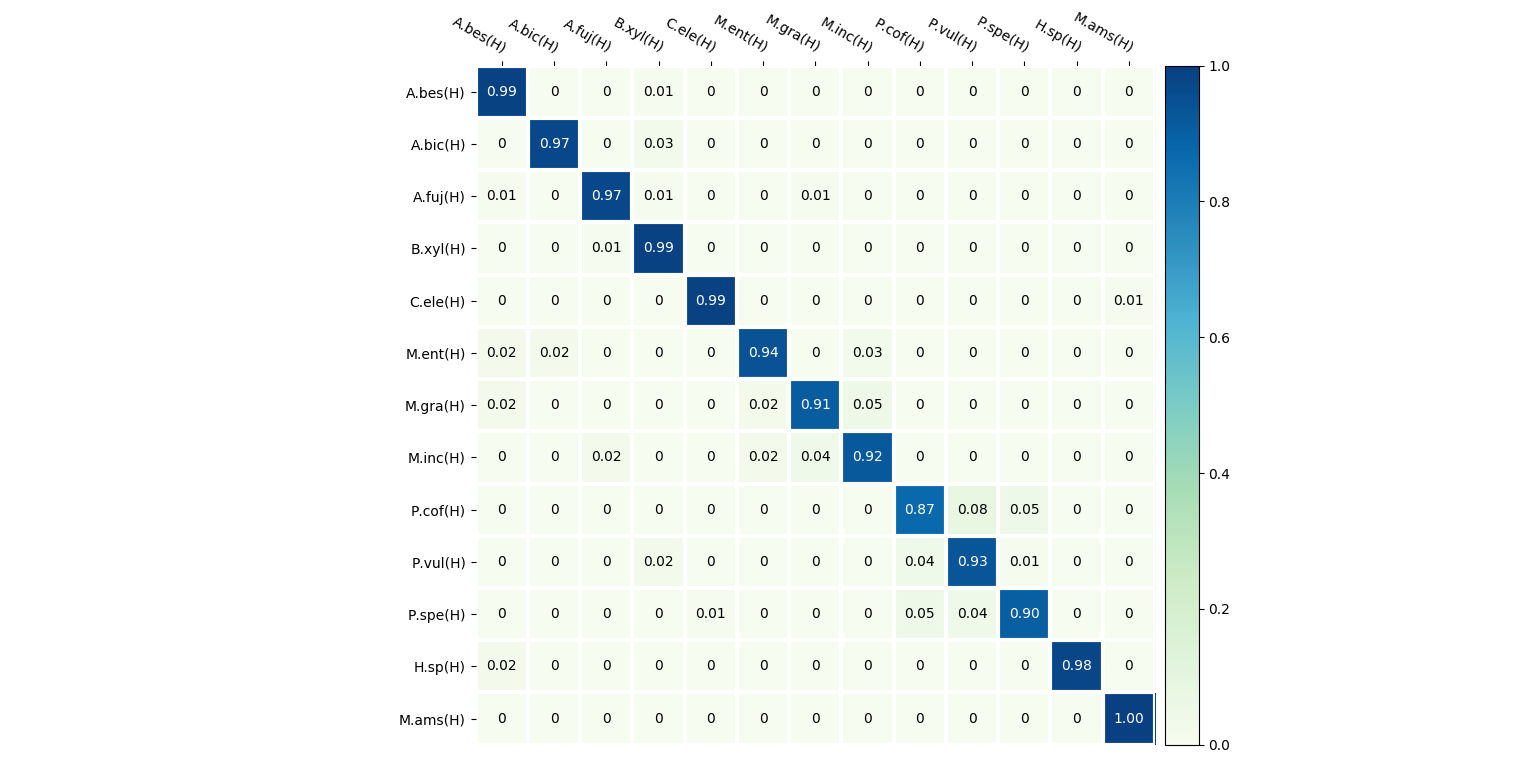 A.bes(H) A.bic(H) A.fuj(H) B.xyl(H) C.ele(H) M.ent(H) M.gra(H) M.inc(H) P.cof(H) P.vul(H) P.spe(H) H.sp(H) M.ams(H)
A.bes(H) 0.99 0 0 0.01 0 0 0 0 0 0 0 0 0
A.bic(H) 0 0.97 0 0.03 0 0 0 0 0 0 0 0 0
A.fuj(H) 0.01 0 0.97 0.01 0 0 0.01 0 0 0 0 0 0
B.xyl(H) 0 0 0.01 0.99 0 0 0 0 0 0 0 0 0
C.ele(H) 0 0 0 0 0.99 0 0 0 0 0 0 0 0.01
M.ent(H) 0.02 0.02 0 0 0 0.94 0 0.03 0 0 0 0 0
M.gra(H) 0.02 0 0 0 0 0.02 0.91 0.05 0 0 0 0 0
M.inc(H) 0 0 0.02 0 0 0.02 0.04 0.92 0 0 0 0 0
P.cof(H) 0 0 0 0 0 0 0 0 0.87 0.08 0.05 0 0
P.vul(H) 0 0 0 0.02 0 0 0 0 0.04 0.93 0.01 0 0
P.spe(H) 0 0 0 0 0.01 0 0 0 0.05 0.04 0.90 0 0
H.sp(H) 0.02 0 0 0 0 0 0 0 0 0 0 0.98 0
M.ams(H) 0 0 0 0 0 0 0 0 0 0 0 0 1.00
1.0
0.8
0.6
0.4
0.2
0.0